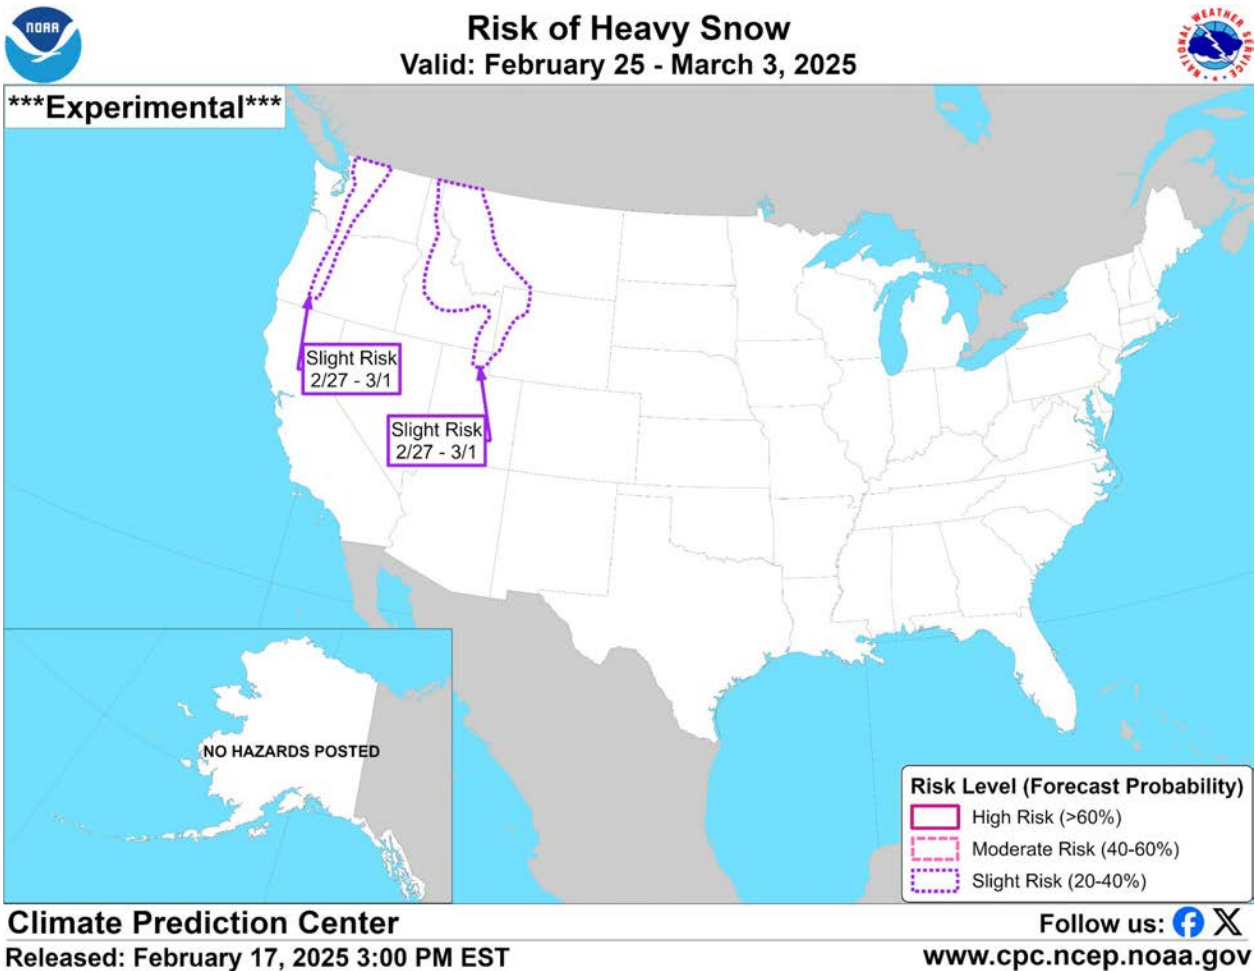 NOAA
Risk of Heavy Snow
Valid: February 25 - March 3, 2025
NATIONAL WEATHER SERVICE
***Experimental***
Slight Risk
2/27 - 3/1
Slight Risk
2/27 - 3/1
NO HAZARDS POSTED
Risk Level (Forecast Probability)
High Risk (>60%)
Moderate Risk (40-60%)
Slight Risk (20-40%)
Climate Prediction Center
Follow us:
Released: February 17, 2025 3:00 PM EST
www.cpc.ncep.noaa.gov